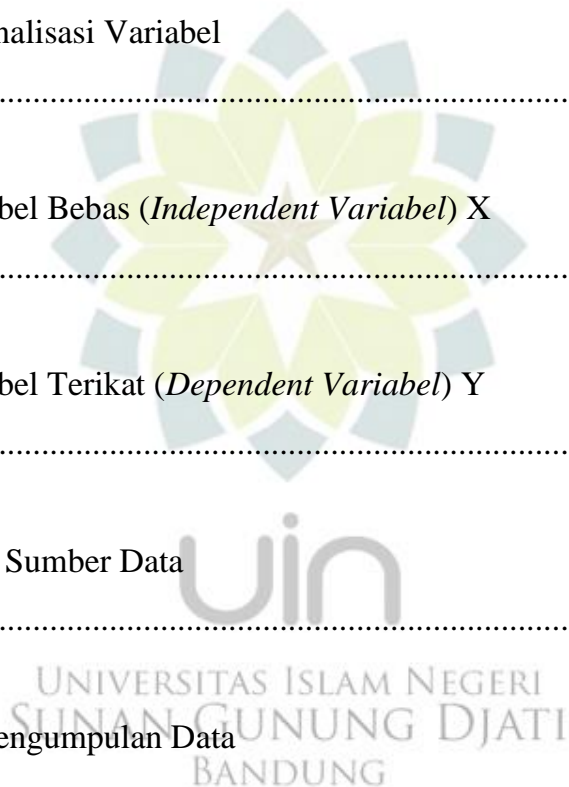 nalisasi Variabel
........................................................................
bel Bebas (Independent Variabel) X
........................................................................
bel Terikat (Dependent Variabel) Y
........................................................................
Sumber Data
........................................................................
uin
UNIVERSITAS ISLAM NEGERI
SUNAN GUNUNG DJATI
engumpulan Data
BANDUNG